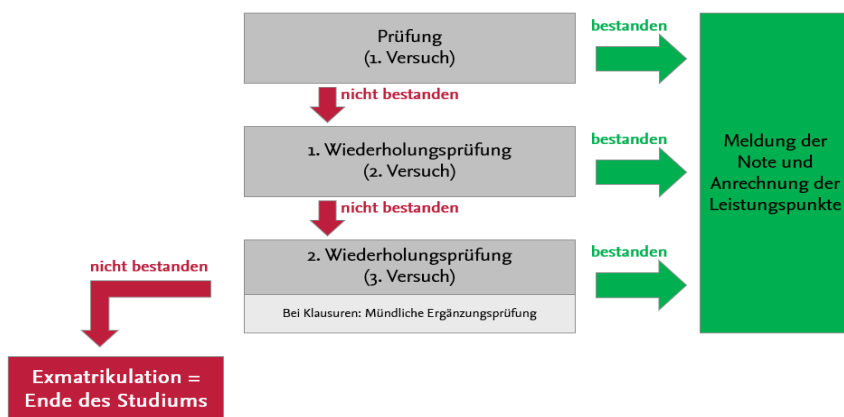 Prüfung
(1. Versuch)
bestanden
nicht bestanden
1. Wiederholungsprüfung
(2. Versuch)
bestanden
Meldung der
Note und
Anrechnung der
Leistungspunkte
nicht bestanden
2. Wiederholungsprüfung
(3. Versuch)
bestanden
nicht bestanden
Bei Klausuren: Mündliche Ergänzungsprüfung
Exmatrikulation =
Ende des Studiums